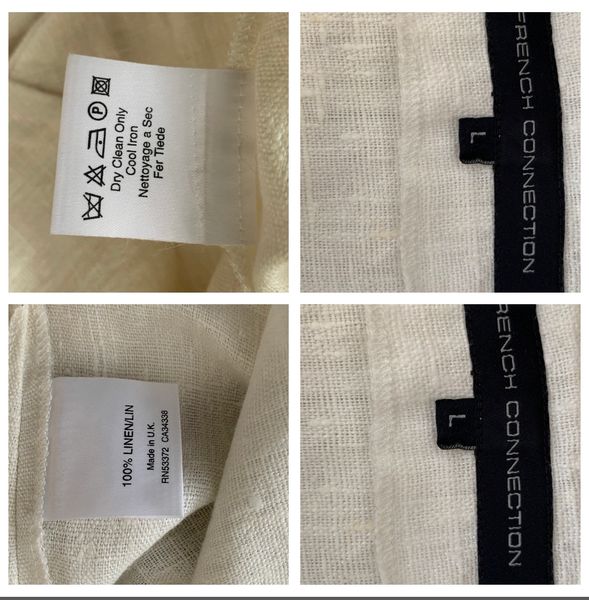 Dry Clean Only
Cool Iron
Nettoyage a Sec
Fer Tiede
P
FRENCH CONNECTION
L
100% LINEN/LIN
Made in U.K.
RN53372 CA34338
RENCH CONNECTION
L